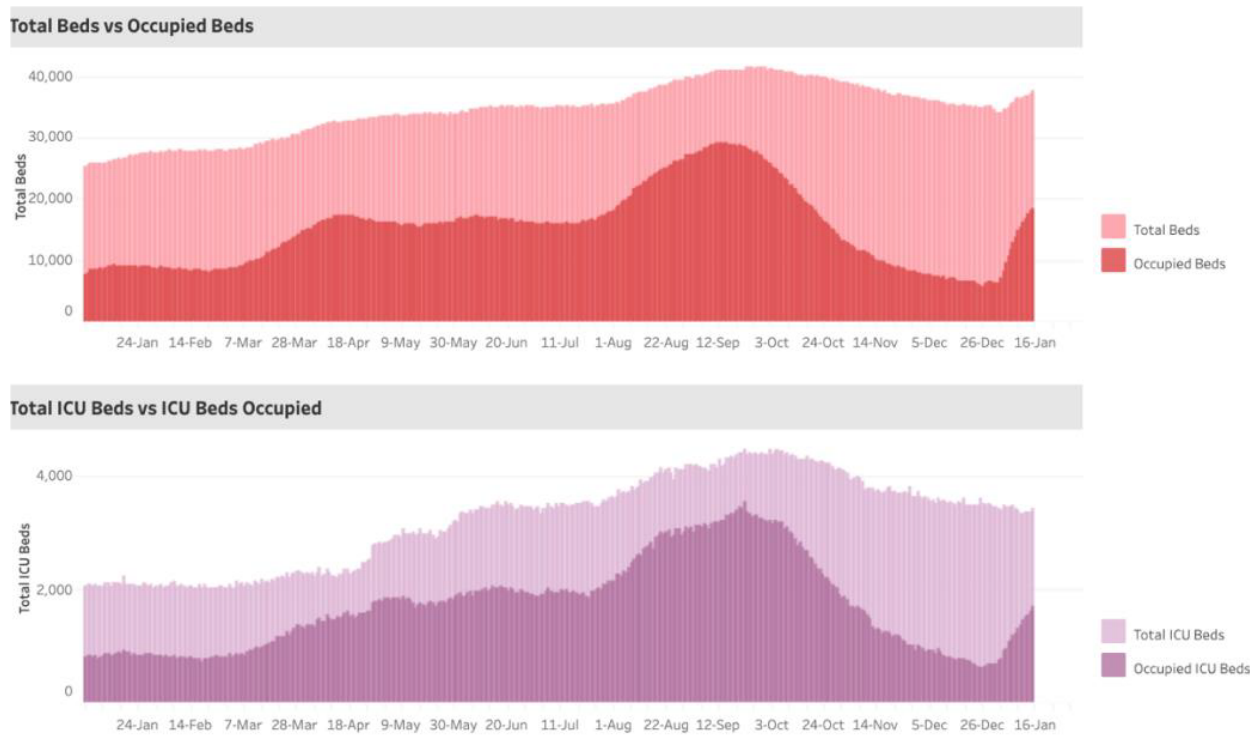 Total Beds vs Occupied Beds
40,000
30,000
20,000
10,000
0
Total Beds
Total Beds
Occupied Beds
24-Jan 14-Feb 7-Mar 28-Mar 18-Apr 9-May 30-May 20-Jun 11-Jul 1-Aug 22-Aug 12-Sep 3-Oct 24-Oct 14-Nov 5-Dec 26-Dec 16-Jan
Total ICU Beds vs ICU Beds Occupied
4,000
2,000
0
Total ICU Beds
Total ICU Beds
Occupied ICU Beds
24-Jan 14-Feb 7-Mar 28-Mar 18-Apr 9-May 30-May 20-Jun 11-Jul 1-Aug 22-Aug 12-Sep 3-Oct 24-Oct 14-Nov 5-Dec 26-Dec 16-Jan